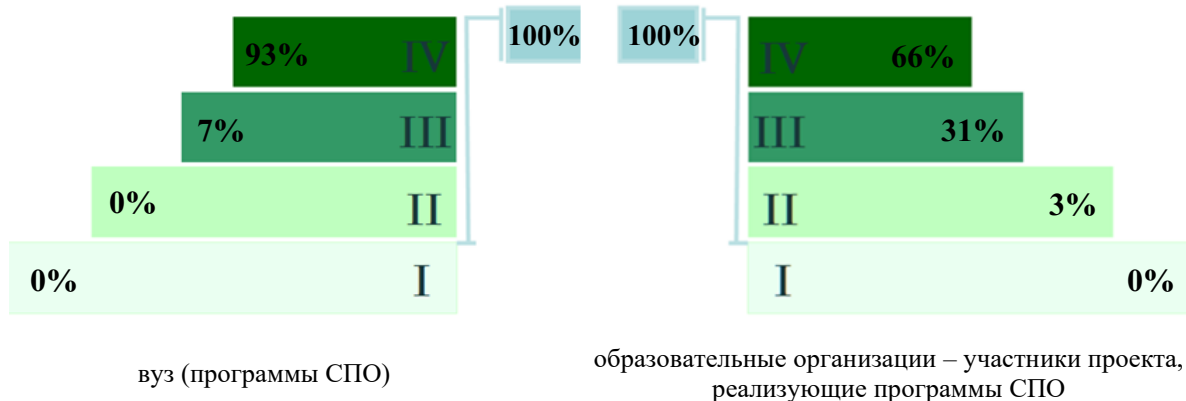 93% IV 100% 100% IV 66%
7% III III 31%
0% II II 3%
0% I I 0%
вуз (программы СПО)
образовательные организации – участники проекта,
реализующие программы СПО